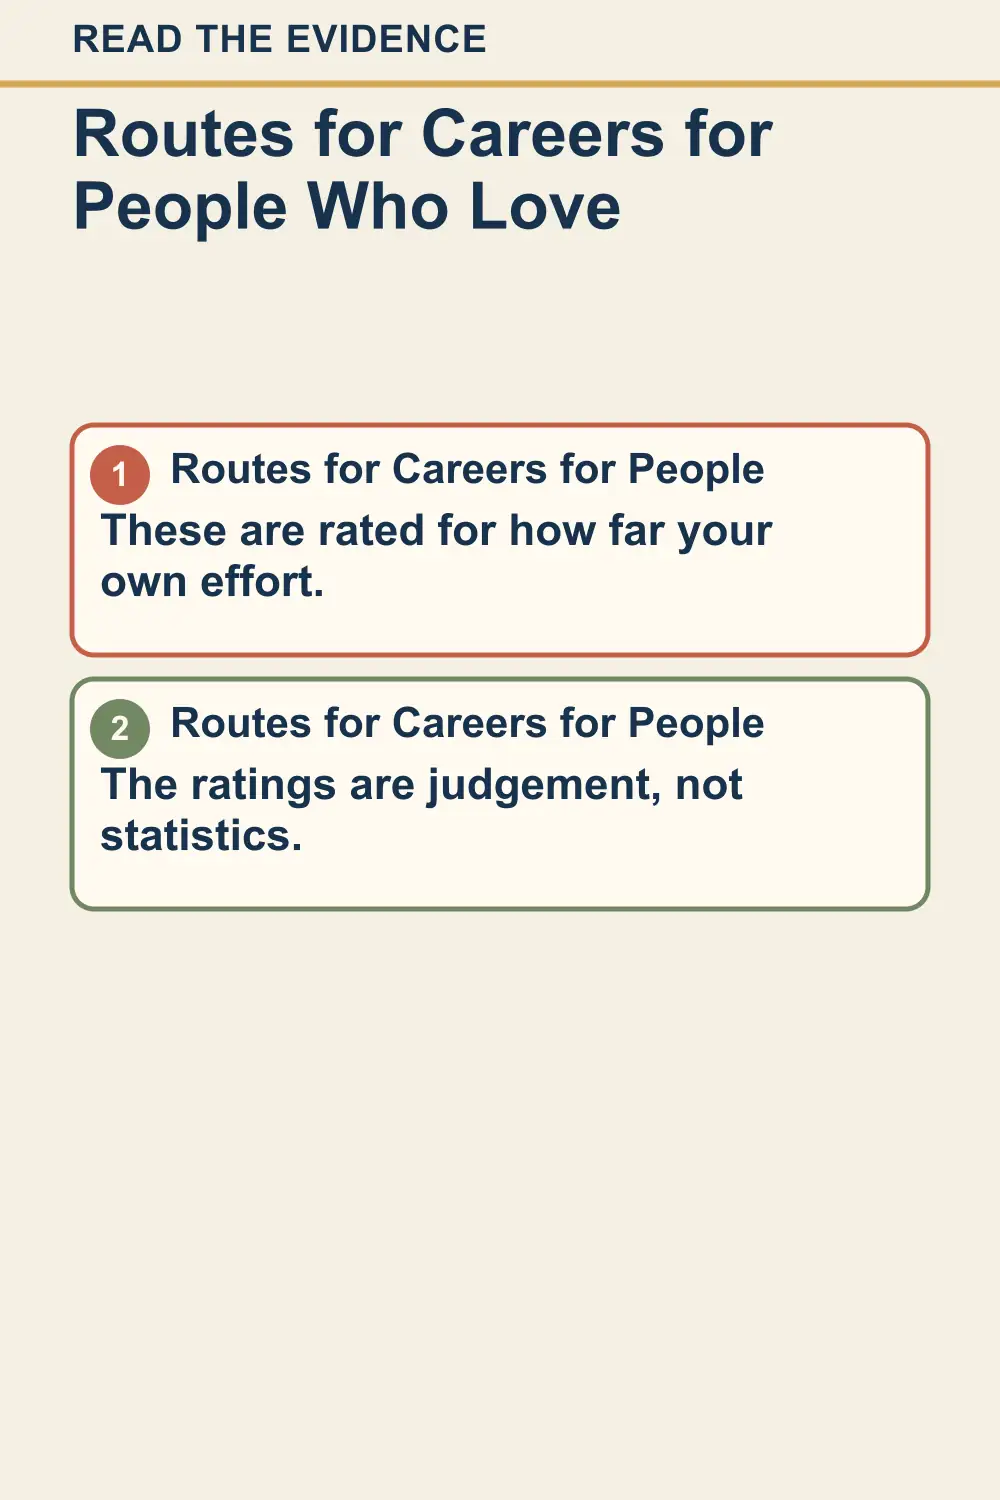 READ THE EVIDENCE
Routes for Careers for
People Who Love
1 Routes for Careers for People
These are rated for how far your
own effort.
2 Routes for Careers for People
The ratings are judgement, not
statistics.